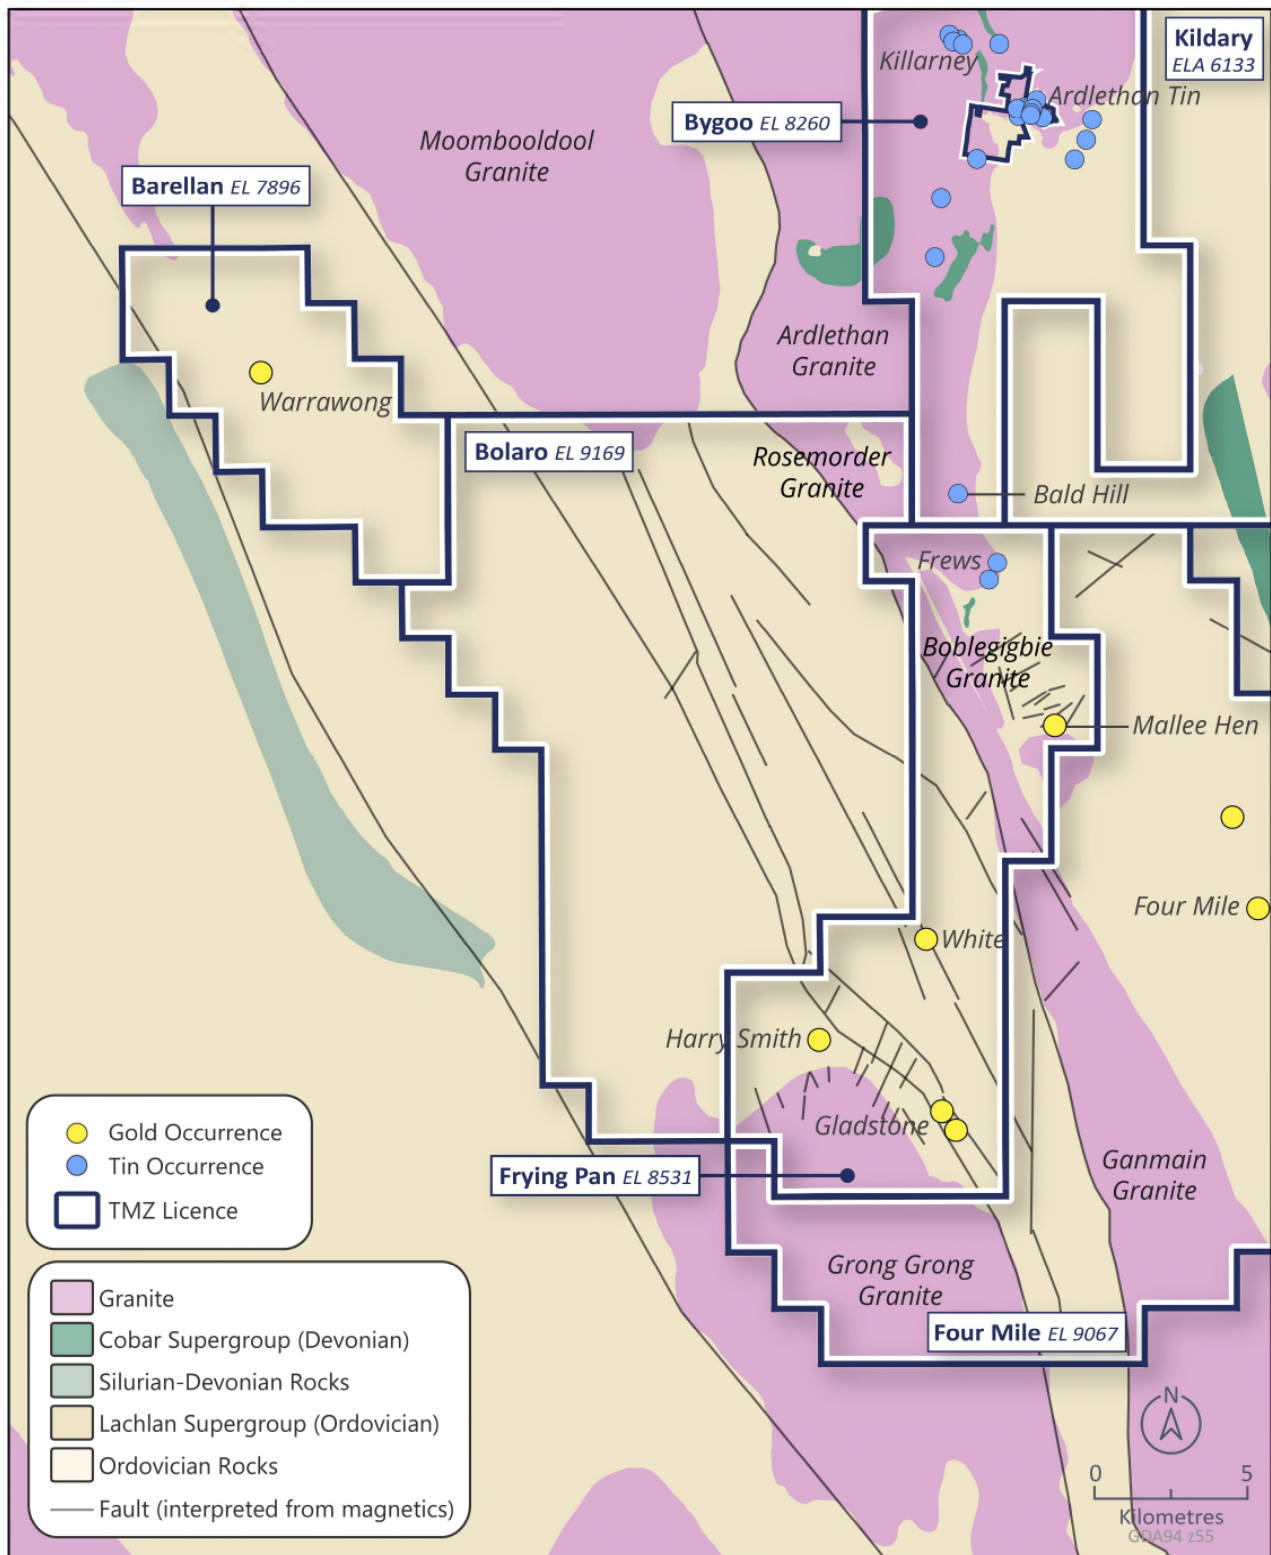 Kildary
ELA 6133
Killarney
Ardlethan Tin
Bygoo EL 8260
Moombooldool
Granite
Barellan EL 7896
Ardlethan
Granite
Warrawong
Bolaro EL 9169
Rosemorder
Granite
Bald Hill
Frews
Boblegigbie
Granite
Mallee Hen
Four Mile
White
Harry Smith
Gladstone
Frying Pan EL 8531
Ganmain
Granite
Grong Grong
Granite
Four Mile EL 9067
Gold Occurrence
Tin Occurrence
TMZ Licence
Granite
Cobar Supergroup (Devonian)
Silurian-Devonian Rocks
Lachlan Supergroup (Ordovician)
Ordovician Rocks
Fault (interpreted from magnetics)
N
0 5
Kilometres
GDA94 z55